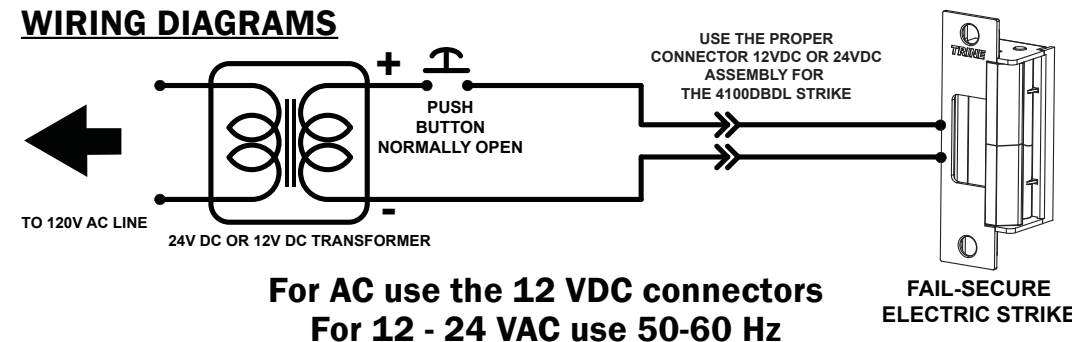 WIRING DIAGRAMS
USE THE PROPER
CONNECTOR 12VDC OR 24VDC
ASSEMBLY FOR
THE 4100DBDL STRIKE
TRINE
+
PUSH
BUTTON
NORMALLY OPEN
-
TO 120V AC LINE
24V DC OR 12V DC TRANSFORMER
For AC use the 12 VDC connectors
For 12 - 24 VAC use 50-60 Hz
FAIL-SECURE
ELECTRIC STRIKE